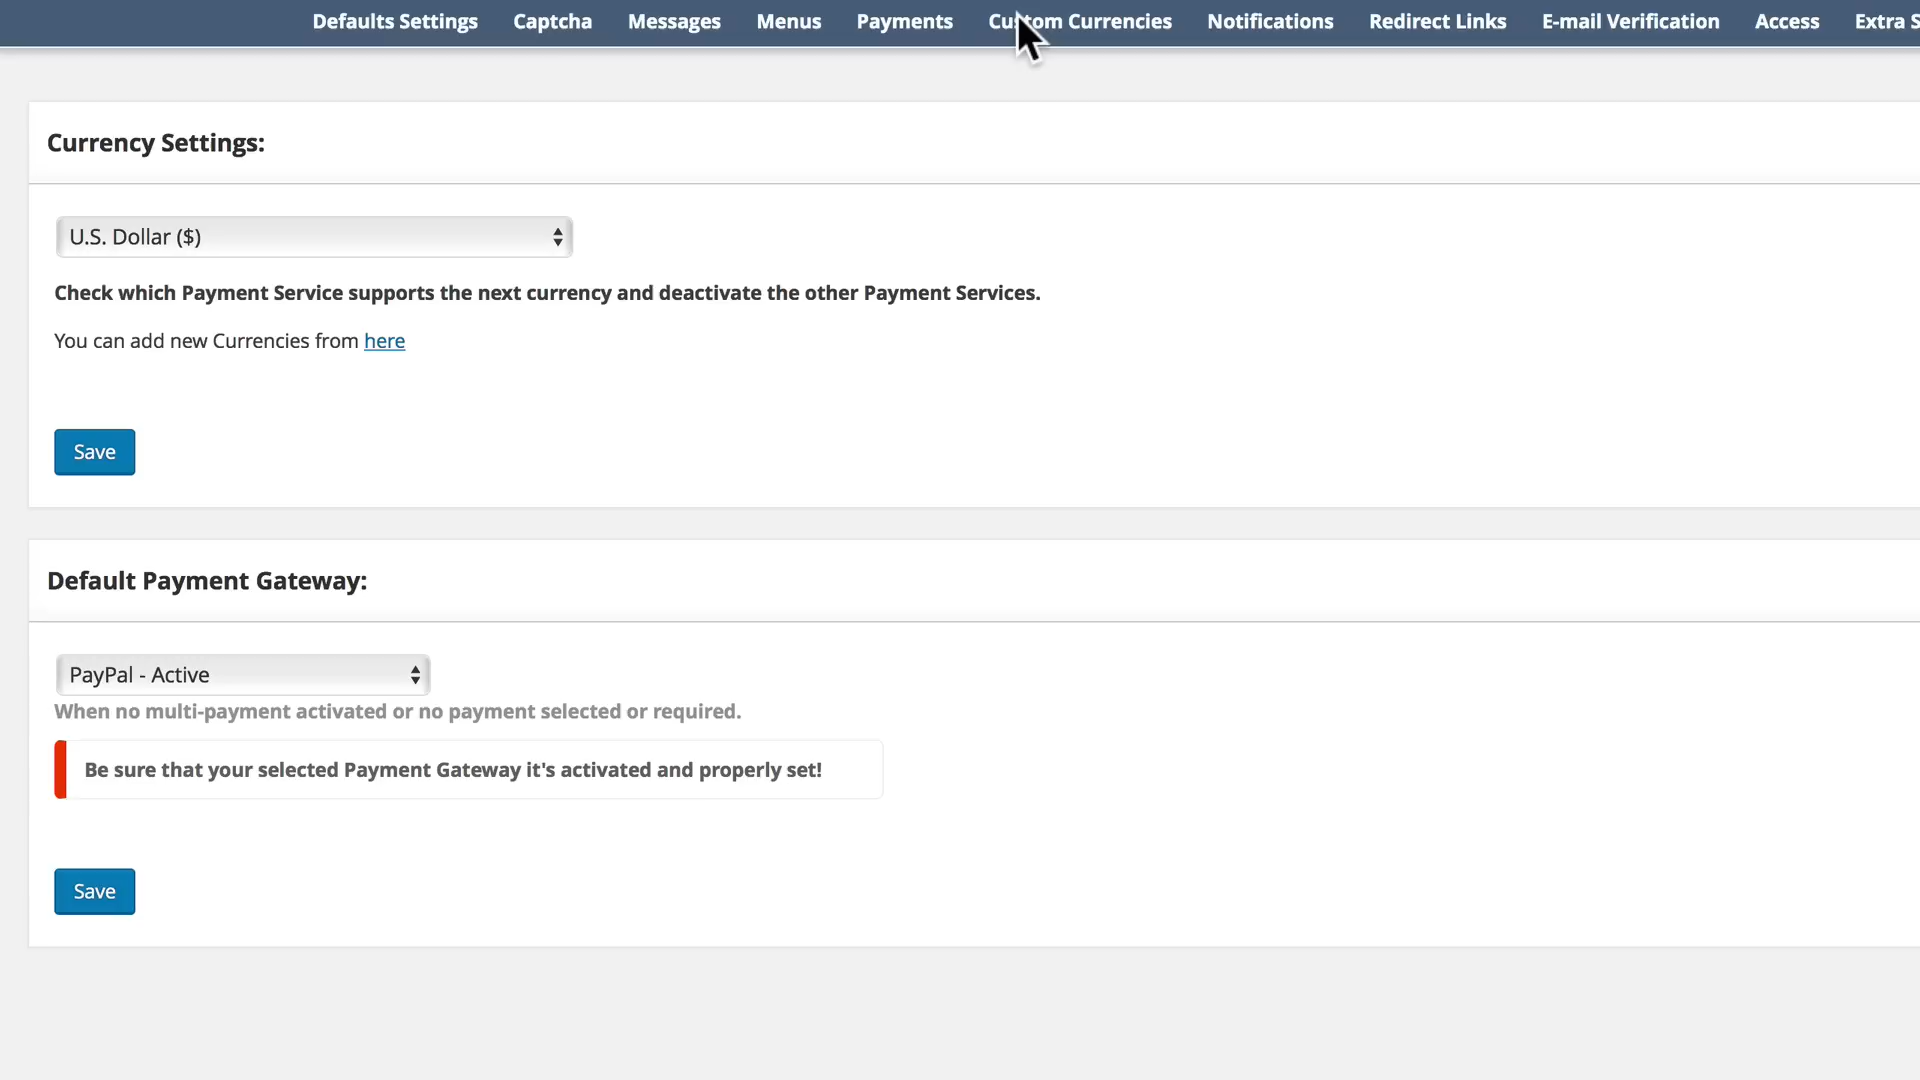 Defaults Settings Captcha Messages Menus Payments Custom Currencies Notifications Redirect Links E-mail Verification Access Extra S
Currency Settings:
U.S. Dollar ($)
Check which Payment Service supports the next currency and deactivate the other Payment Services.
You can add new Currencies from here
Save
Default Payment Gateway:
PayPal - Active
When no multi-payment activated or no payment selected or required.
Be sure that your selected Payment Gateway it's activated and properly set!
Save